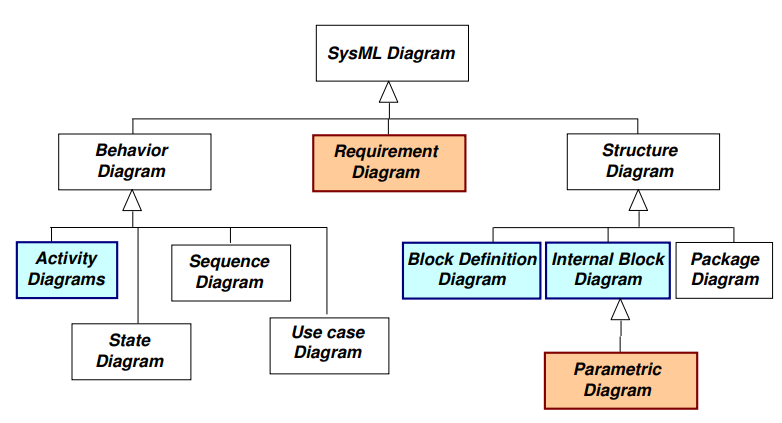 SysML Diagram
Behavior
Diagram
Requirement
Diagram
Structure
Diagram
Activity
Diagrams
Sequence
Diagram
Block Definition
Diagram
Internal Block
Diagram
Package
Diagram
State
Diagram
Use case
Diagram
Parametric
Diagram